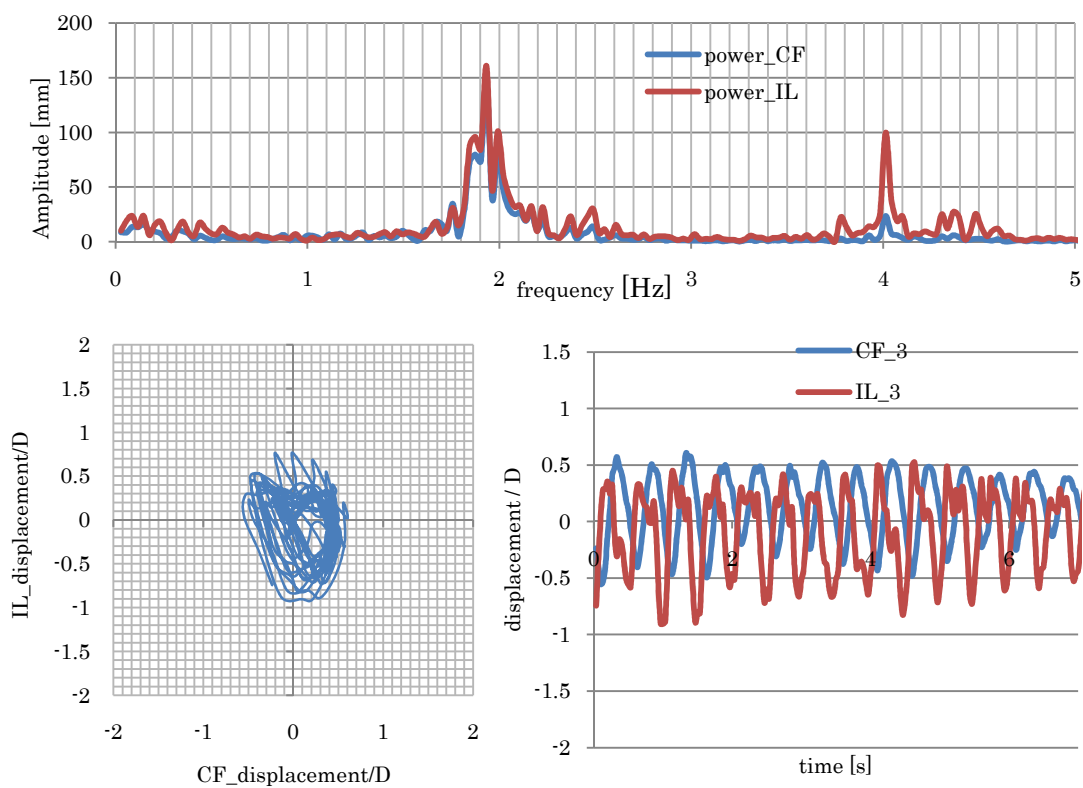 200
150
100
50
0
Amplitude [mm]
power_CF
power_IL
0 1 2 3 4 5
frequency [Hz]
2
1.5
1
0.5
0
-0.5
-1
-1.5
-2
IL_displacement/D
-2 -1 0 1 2
CF_displacement/D
1.5
1
0.5
0
-0.5
-1
-1.5
-2
displacement / D
CF_3
IL_3
0 2 4 6
time [s]